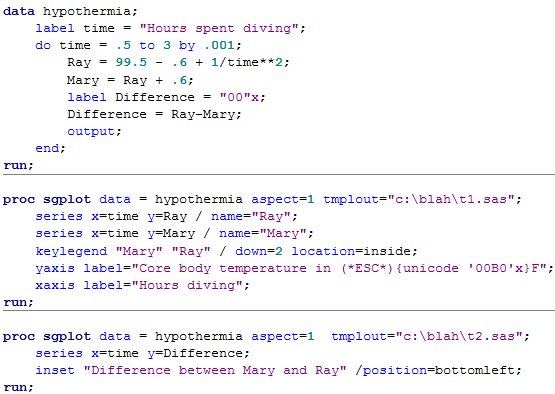 data hypothermia;
label time = "Hours spent diving";
do time = .5 to 3 by .001;
Ray = 99.5 - .6 + 1/time**2;
Mary = Ray + .6;
label Difference = "00"x;
Difference = Ray-Mary;
output;
end;
run;
proc sgplot data = hypothermia aspect=1 tmplout="c:\blah\t1.sas";
series x=time y=Ray / name="Ray";
series x=time y=Mary / name="Mary";
keylegend "Mary" "Ray" / down=2 location=inside;
yaxis label="Core body temperature in (*ESC*){unicode '00B0'x}F";
xaxis label="Hours diving";
run;
proc sgplot data = hypothermia aspect=1 tmplout="c:\blah\t2.sas";
series x=time y=Difference;
inset "Difference between Mary and Ray" /position=bottomleft;
run;